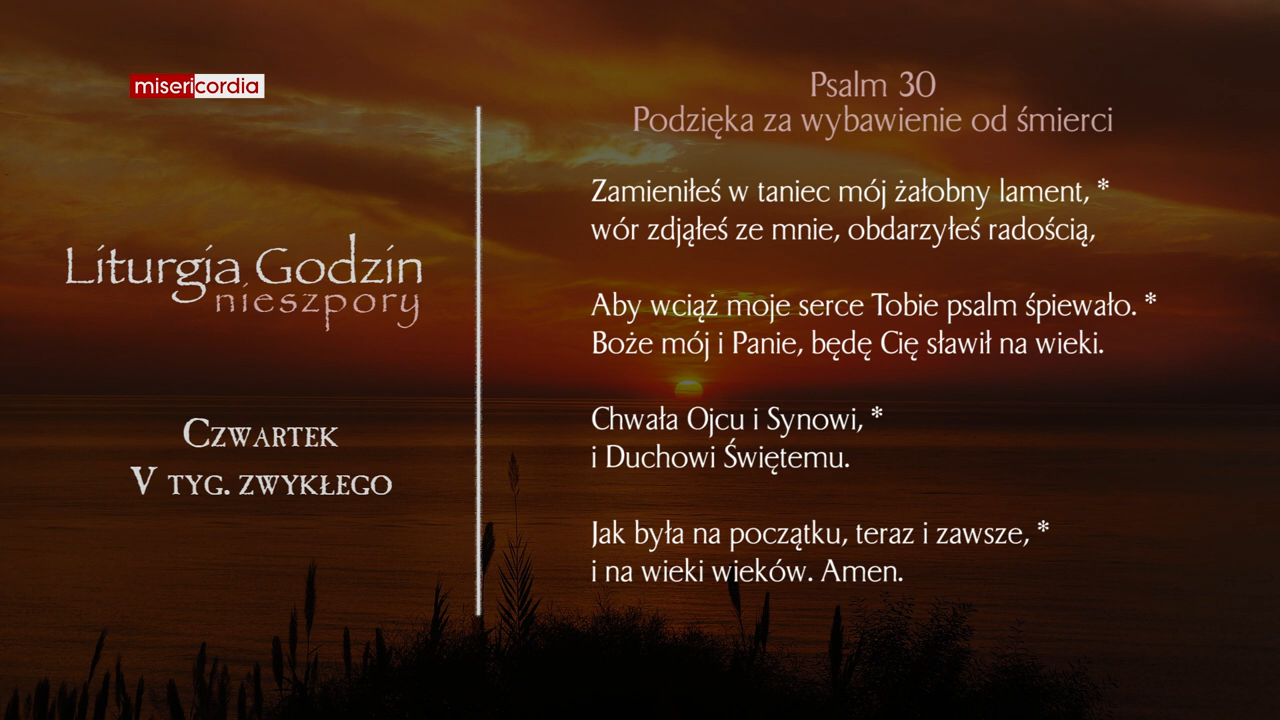 misericordia
Liturgia Godzin
nieszpory
Czwartek
V tyg. zwykłego
Psalm 30
Podzięka za wybawienie od śmierci
Zamieniłeś w taniec mój żałobny lament, *
wór zdjąłeś ze mnie, obdarzyłeś radością,
Aby wciąż moje serce Tobie psalm śpiewało. *
Boże mój i Panie, będę Cię sławił na wieki.
Chwała Ojcu i Synowi, *
i Duchowi Świętemu.
Jak była na początku, teraz i zawsze, *
i na wieki wieków. Amen.